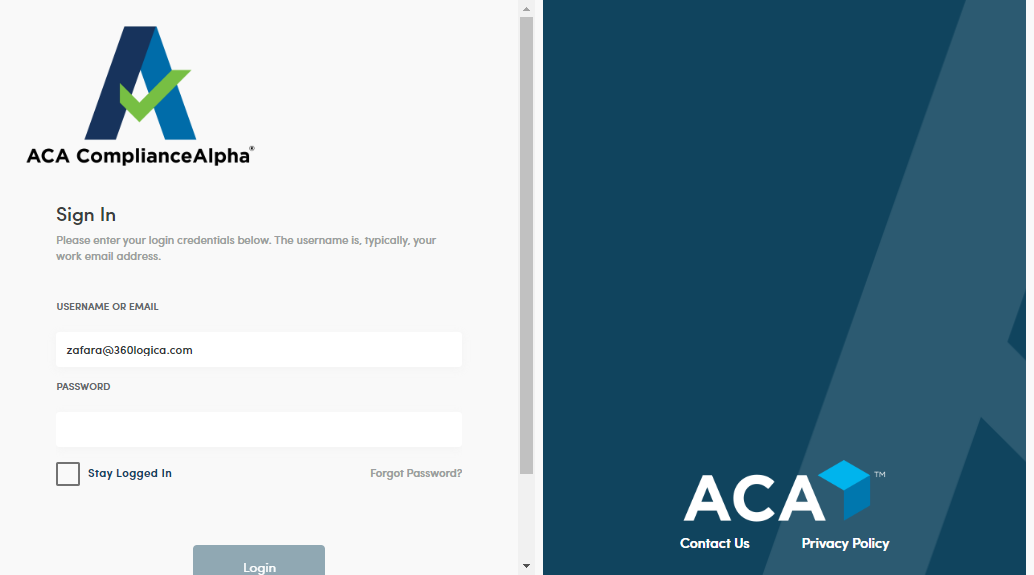 ACA ComplianceAlpha®
Sign In
Please enter your login credentials below. The username is, typically, your
work email address.
USERNAME OR EMAIL
zafara@360logica.com
PASSWORD
Stay Logged In
Forgot Password?
Login
ACA™
Contact Us
Privacy Policy